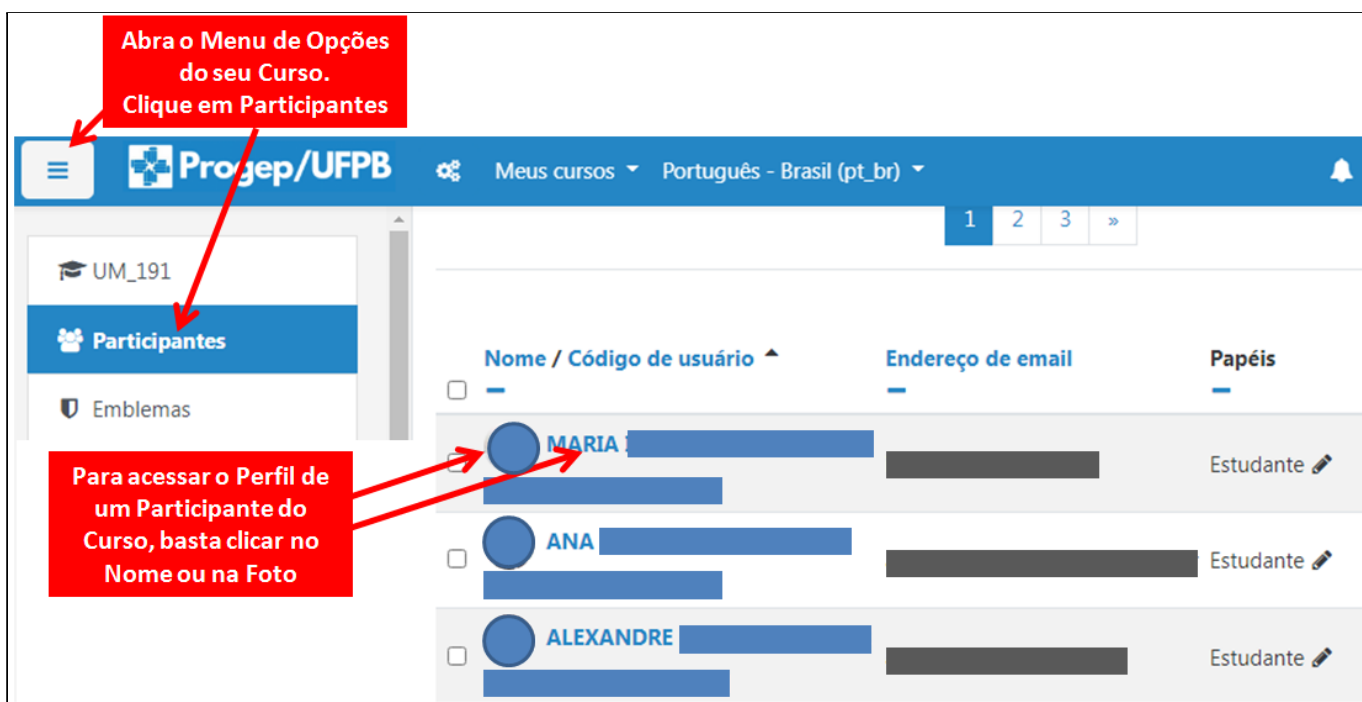 Abra o Menu de Opções
do seu Curso.
Clique em Participantes
Progep/UFPB
Meus cursos
Português - Brasil (pt_br)
1 2 3 »
UM_191
Participantes
Emblemas
Nome / Código de usuário
Endereço de email
Papéis
MARIA
Estudante
Para acessar o Perfil de
um Participante do
Curso, basta clicar no
Nome ou na Foto
ANA
Estudante
ALEXANDRE
Estudante